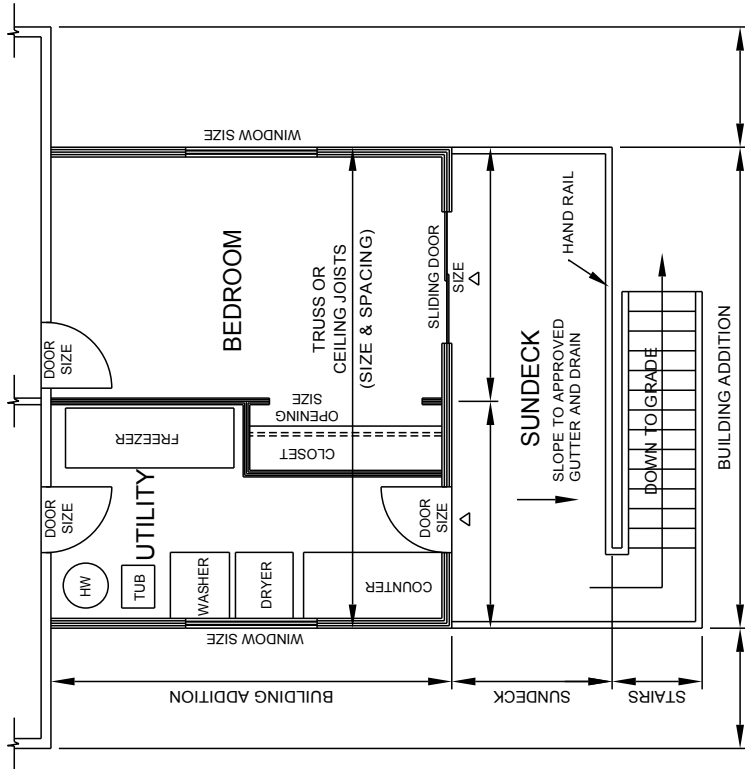 WINDOW SIZE
DOOR
SIZE
BEDROOM
TRUSS OR
CEILING JOISTS
(SIZE & SPACING)
SLIDING DOOR
SIZE
OPENING
SIZE
CLOSET
FREEZER
DOOR
SIZE
UTILITY
HW
TUB
WASHER
DRYER
COUNTER
DOOR
SIZE
WINDOW SIZE
HAND RAIL
SUNDECK
SLOPE TO APPROVED
GUTTER AND DRAIN
DOWN TO GRADE
BUILDING ADDITION
BUILDING ADDITION
SUNDECK
STAIRS